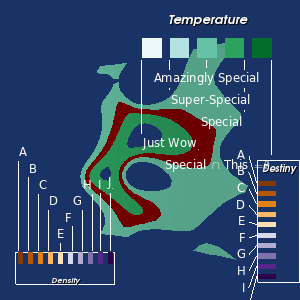 Temperature
Amazingly Special
Super-Special
Special
Just Wow.
Special ∩ This
A
B
C
D
E
F
G
H
I
J.
Density
Destiny
A
B
C
D
E
F
G
H
I